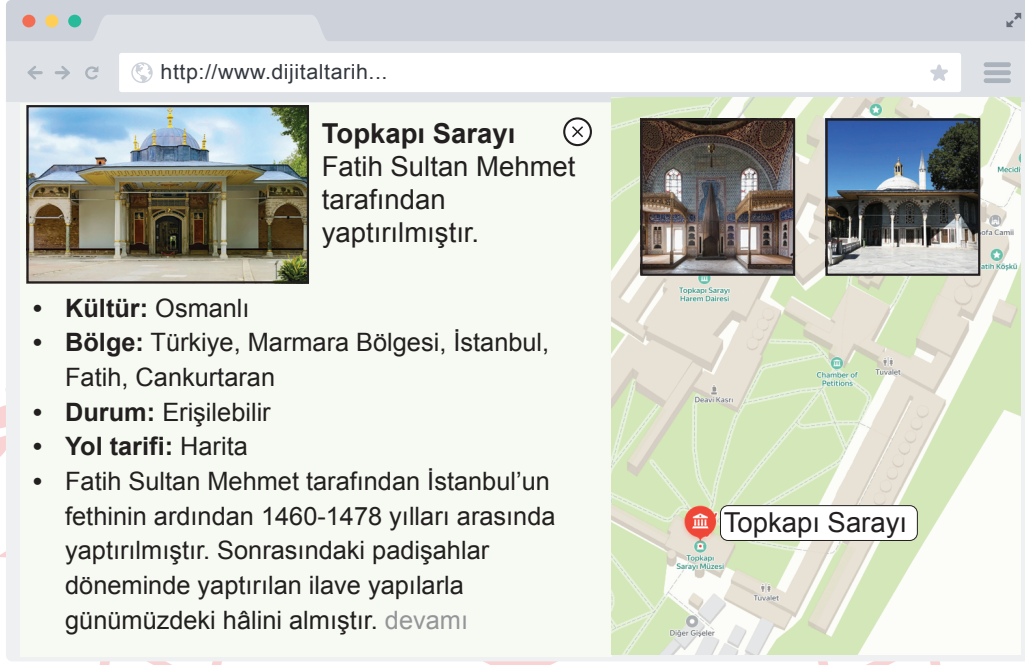 http://www.dijitaltarih...
Topkapı Sarayı
Fatih Sultan Mehmet
tarafından
yaptırılmıştır.
• Kültür: Osmanlı
• Bölge: Türkiye, Marmara Bölgesi, İstanbul,
Fatih, Cankurtaran
• Durum: Erişilebilir
• Yol tarifi: Harita
• Fatih Sultan Mehmet tarafından İstanbul’un
fethinin ardından 1460-1478 yılları arasında
yaptırılmıştır. Sonrasındaki padişahlar
döneminde yaptırılan ilave yapılarla
günümüzdeki hâlini almıştır. devamı
Mecidi
ofa Camii
atih Köşkü
Topkapı Sarayı
Harem Dairesi
Chamber of
Petitions
Tuvalet
Deavi Kasrı
Topkapı Sarayı
Topkapı
Sarayı Müzesi
Tuvalet
Diğer Gişeler